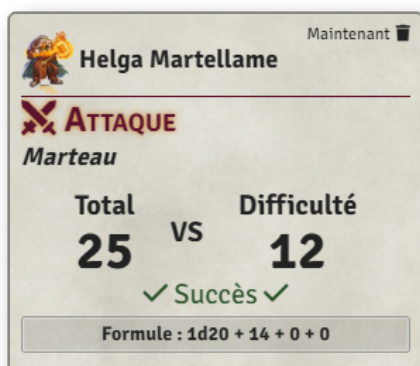 Maintenant
Helga Martellame
ATTAQUE
Marteau
Total VS Difficulté
25 12
Succès
Formule : 1d20 + 14 + 0 + 0